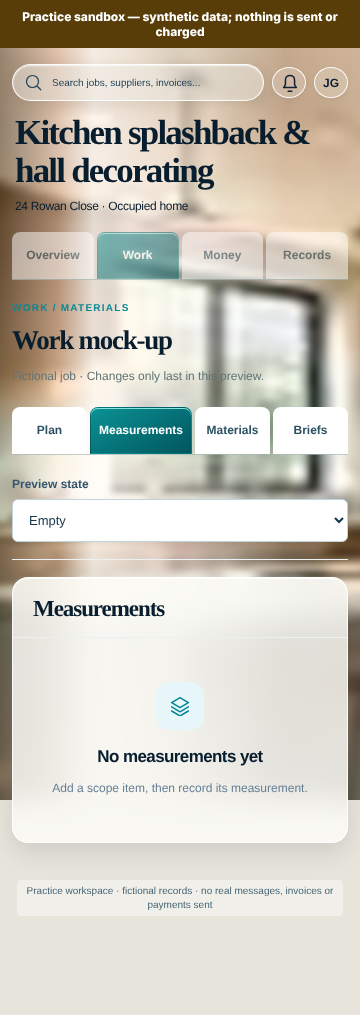 Practice sandbox — synthetic data; nothing is sent or
charged
Search jobs, suppliers, invoices...
JG
Kitchen splashback &
hall decorating
24 Rowan Close · Occupied home
Overview
Work
Money
Records
WORK / MATERIALS
Work mock-up
Fictional job · Changes only last in this preview.
Plan
Measurements
Materials
Briefs
Preview state
Empty
Measurements
No measurements yet
Add a scope item, then record its measurement.
Practice workspace · fictional records · no real messages, invoices or
payments sent